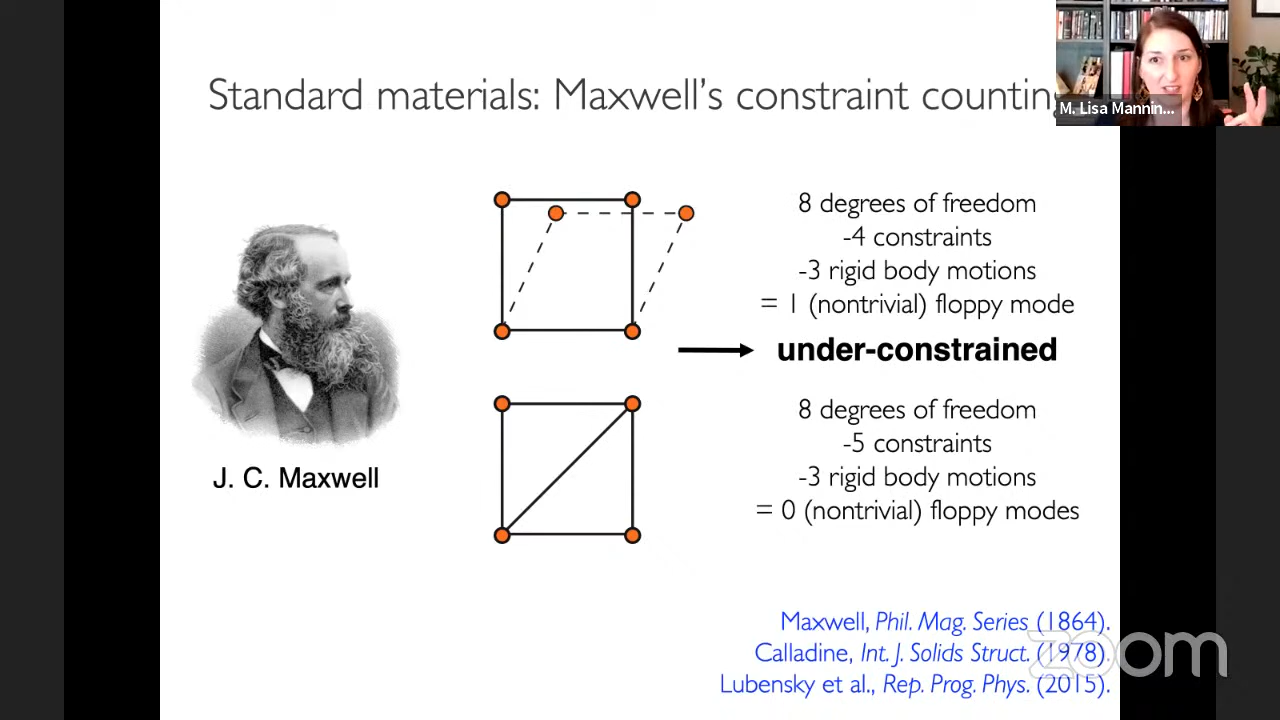 Standard materials: Maxwell's constraint countin
M. Lisa Mannin...
8 degrees of freedom
-4 constraints
-3 rigid body motions
= 1 (nontrivial) floppy mode
under-constrained
8 degrees of freedom
-5 constraints
-3 rigid body motions
= 0 (nontrivial) floppy modes
J. C. Maxwell
Maxwell, Phil. Mag. Series (1864).
Calladine, Int. J. Solids Struct. (1978).
Lubensky et al., Rep. Prog. Phys. (2015).
zoom